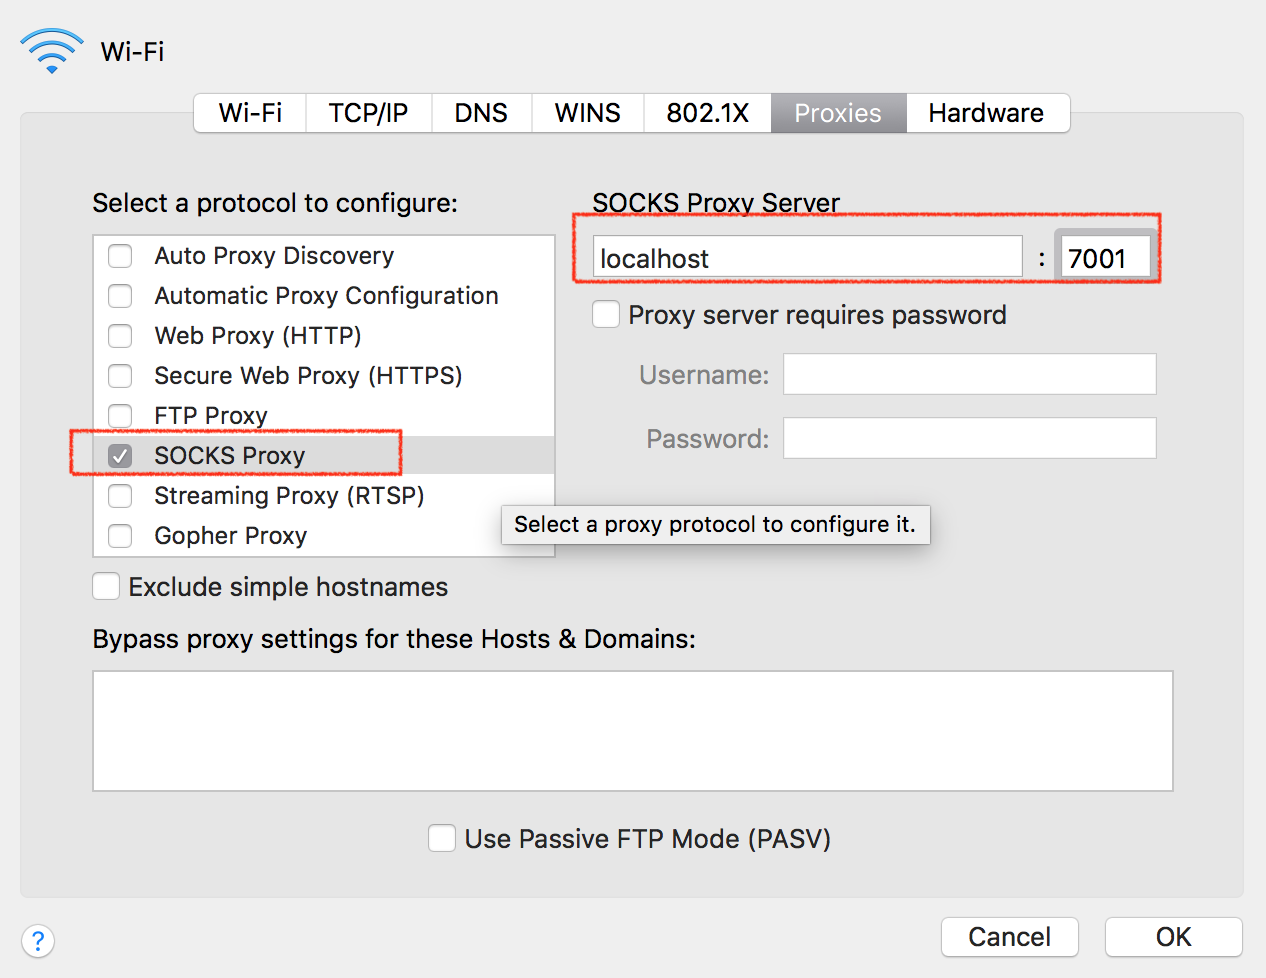 Wi-Fi
Wi-Fi TCP/IP DNS WINS 802.1X Proxies Hardware
Select a protocol to configure:
Auto Proxy Discovery
Automatic Proxy Configuration
Web Proxy (HTTP)
Secure Web Proxy (HTTPS)
FTP Proxy
SOCKS Proxy
Streaming Proxy (RTSP)
Gopher Proxy
SOCKS Proxy Server
localhost : 7001
Proxy server requires password
Username:
Password:
Select a proxy protocol to configure it.
Exclude simple hostnames
Bypass proxy settings for these Hosts & Domains:
Use Passive FTP Mode (PASV)
?
Cancel
OK